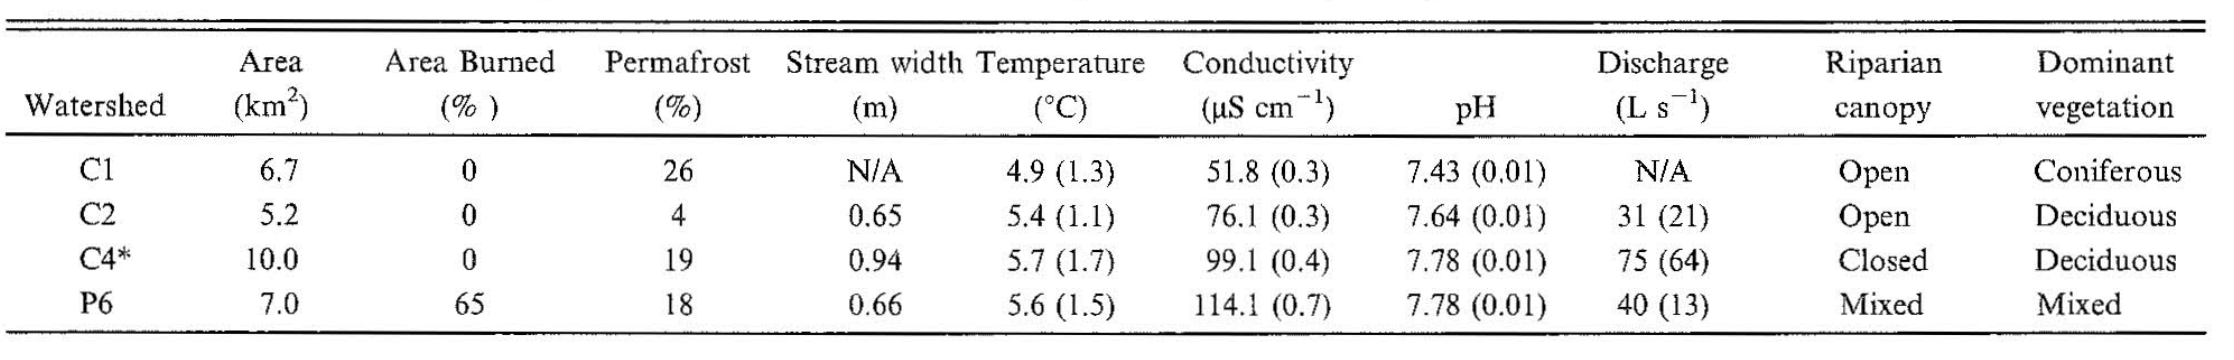 Area Area Burned Permafrost Stream width Temperature Conductivity Discharge Riparian Dominant
Watershed (km²) (% ) (%) (m) (°C) (µS cm⁻¹) pH (L s⁻¹) canopy vegetation
C1 6.7 0 26 N/A 4.9 (1.3) 51.8 (0.3) 7.43 (0.01) N/A Open Coniferous
C2 5.2 0 4 0.65 5.4 (1.1) 76.1 (0.3) 7.64 (0.01) 31 (21) Open Deciduous
C4* 10.0 0 19 0.94 5.7 (1.7) 99.1 (0.4) 7.78 (0.01) 75 (64) Closed Deciduous
P6 7.0 65 18 0.66 5.6 (1.5) 114.1 (0.7) 7.78 (0.01) 40 (13) Mixed Mixed